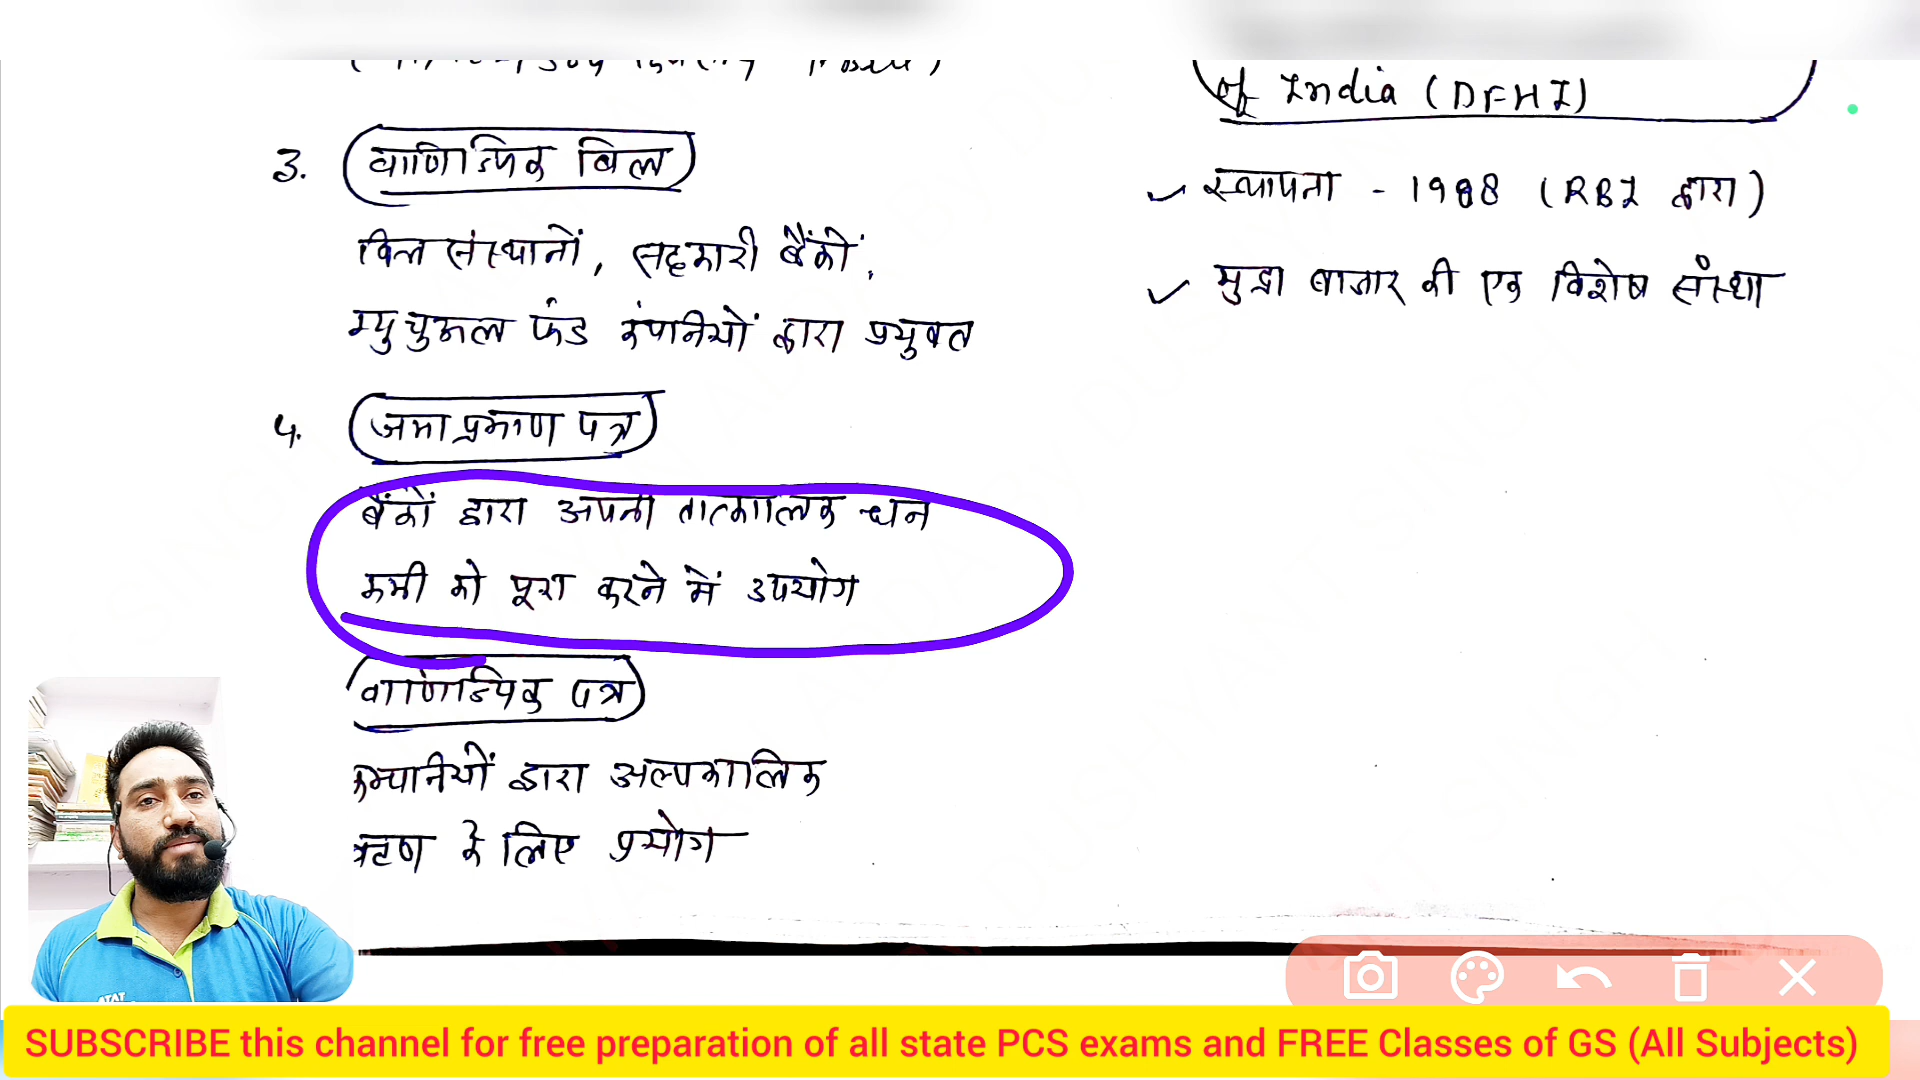 3. वाणिज्यिक बिल
वित्त संस्थानों, सहकारी बैंकों,
म्युचुअल फंड कंपनियों द्वारा प्रयुक्त
4. जमा प्रमाण पत्र
बैंकों द्वारा अपनी तात्कालिक धन
कमी को पूरा करने में उपयोग
वाणिज्यिक पत्र
कम्पनियों द्वारा अल्पकालिक
ऋण के लिए प्रयोग
of India (DFHI)
स्थापना - 1988 (RBI द्वारा)
मुद्रा बाजार की एक विशेष संस्था
SUBSCRIBE this channel for free preparation of all state PCS exams and FREE Classes of GS (All Subjects)